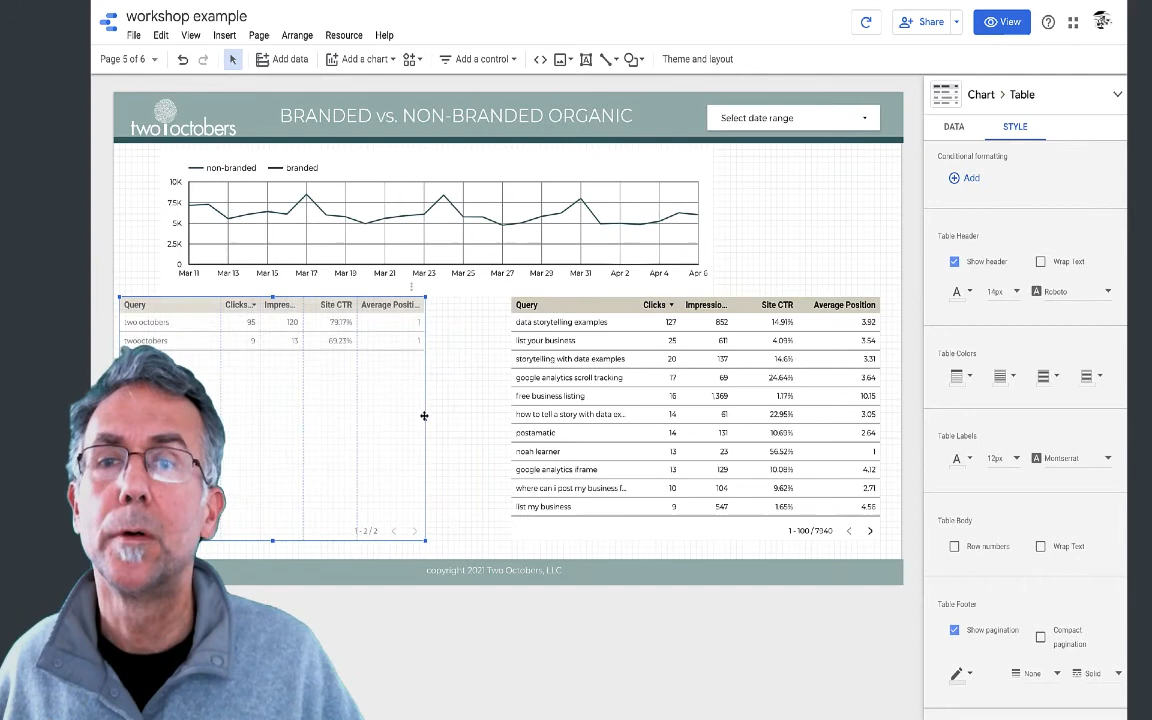 workshop example
File Edit View Insert Page Arrange Resource Help
Share
View
Page 5 of 6
Add data
Add a chart
Add a control
Theme and layout
two octobers
BRANDED vs. NON-BRANDED ORGANIC
Select date range
non-branded branded
10K
7.5K
5K
2.5K
0
Mar 11 Mar 13 Mar 15 Mar 17 Mar 19 Mar 21 Mar 23 Mar 25 Mar 27 Mar 29 Mar 31 Apr 2 Apr 4 Apr 6
Query Clicks... Impress... Site CTR Average Positi...
two octobers 95 120 79.17% 1
twooctobers 9 13 69.23% 1
1 - 2 / 2
Query Clicks Impressio... Site CTR Average Position
data storytelling examples 127 852 14.91% 3.92
list your business 25 611 4.09% 3.54
storytelling with data examples 20 137 14.6% 3.31
google analytics scroll tracking 17 69 24.64% 3.64
free business listing 16 1,369 1.17% 10.15
how to tell a story with data ex... 14 61 22.95% 3.05
postamatic 14 131 10.69% 2.64
noah learner 13 23 56.52% 1
google analytics iframe 13 129 10.08% 4.12
where can i post my business f... 10 104 9.62% 2.71
list my business 9 547 1.65% 4.56
1 - 100 / 7940
copyright 2021 Two Octobers, LLC
Chart > Table
DATA STYLE
Conditional formatting
Add
Table Header
Show header Wrap Text
A 14px A Roboto
Table Colors
Table Labels
A 12px A Montserrat
Table Body
Row numbers Wrap Text
Table Footer
Show pagination Compact pagination
None Solid